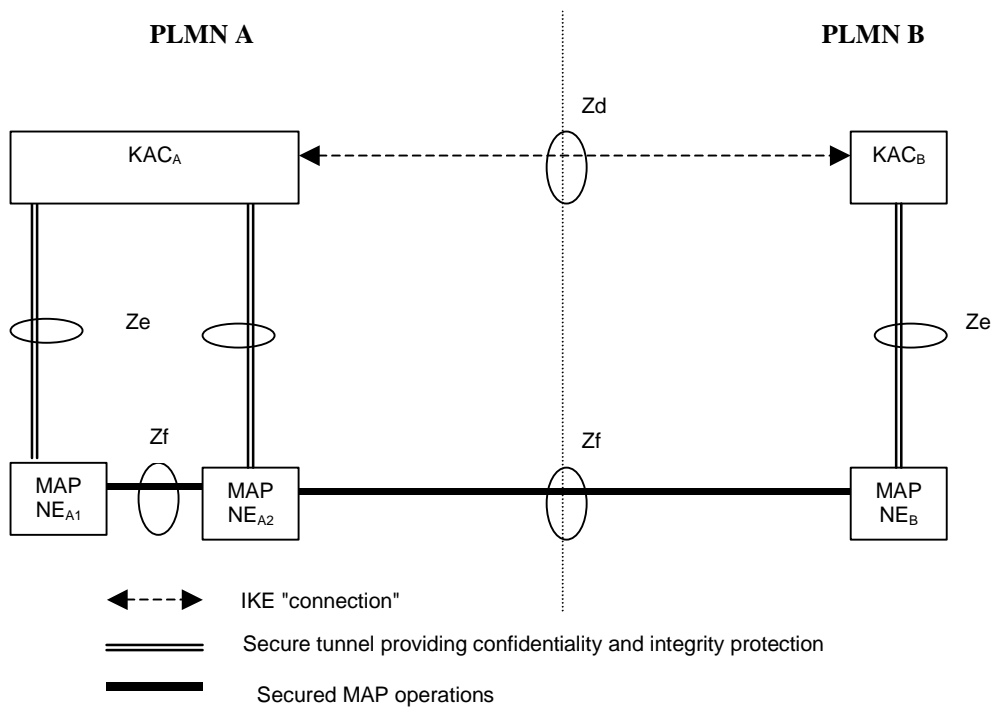 PLMN A
PLMN B
Zd
KACA
KACB
Ze
Ze
Zf
Zf
MAP
NEA1
MAP
NEA2
MAP
NEB
IKE "connection"
Secure tunnel providing confidentiality and integrity protection
Secured MAP operations